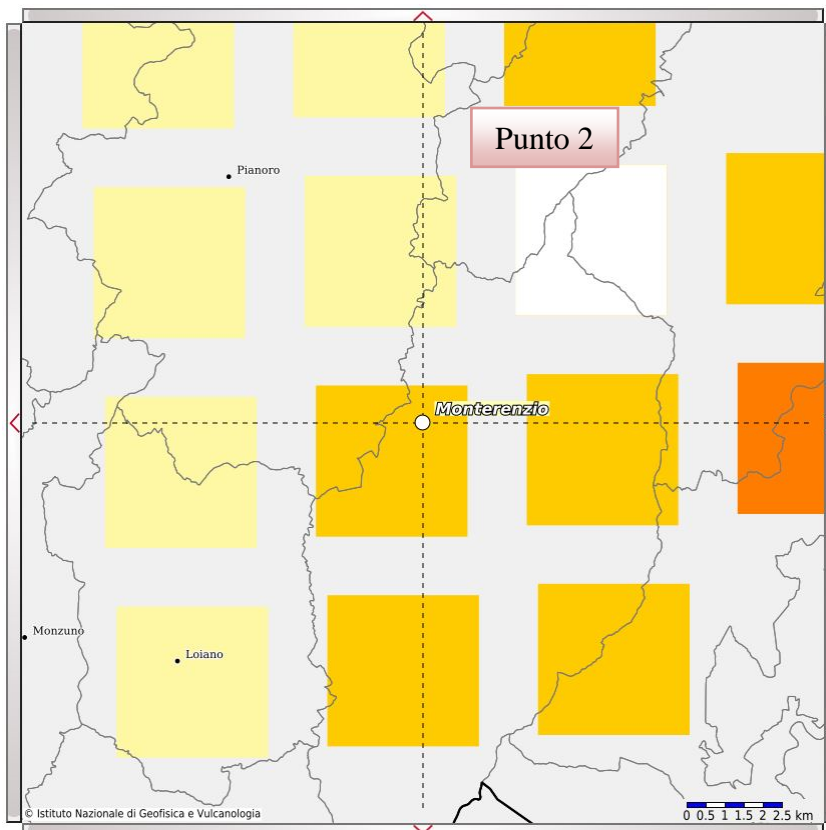 Punto 2
Pianoro
Monterenzio
Monzuno
Loiano
© Istituto Nazionale di Geofisica e Vulcanologia
0 0.5 1 1.5 2 2.5 km